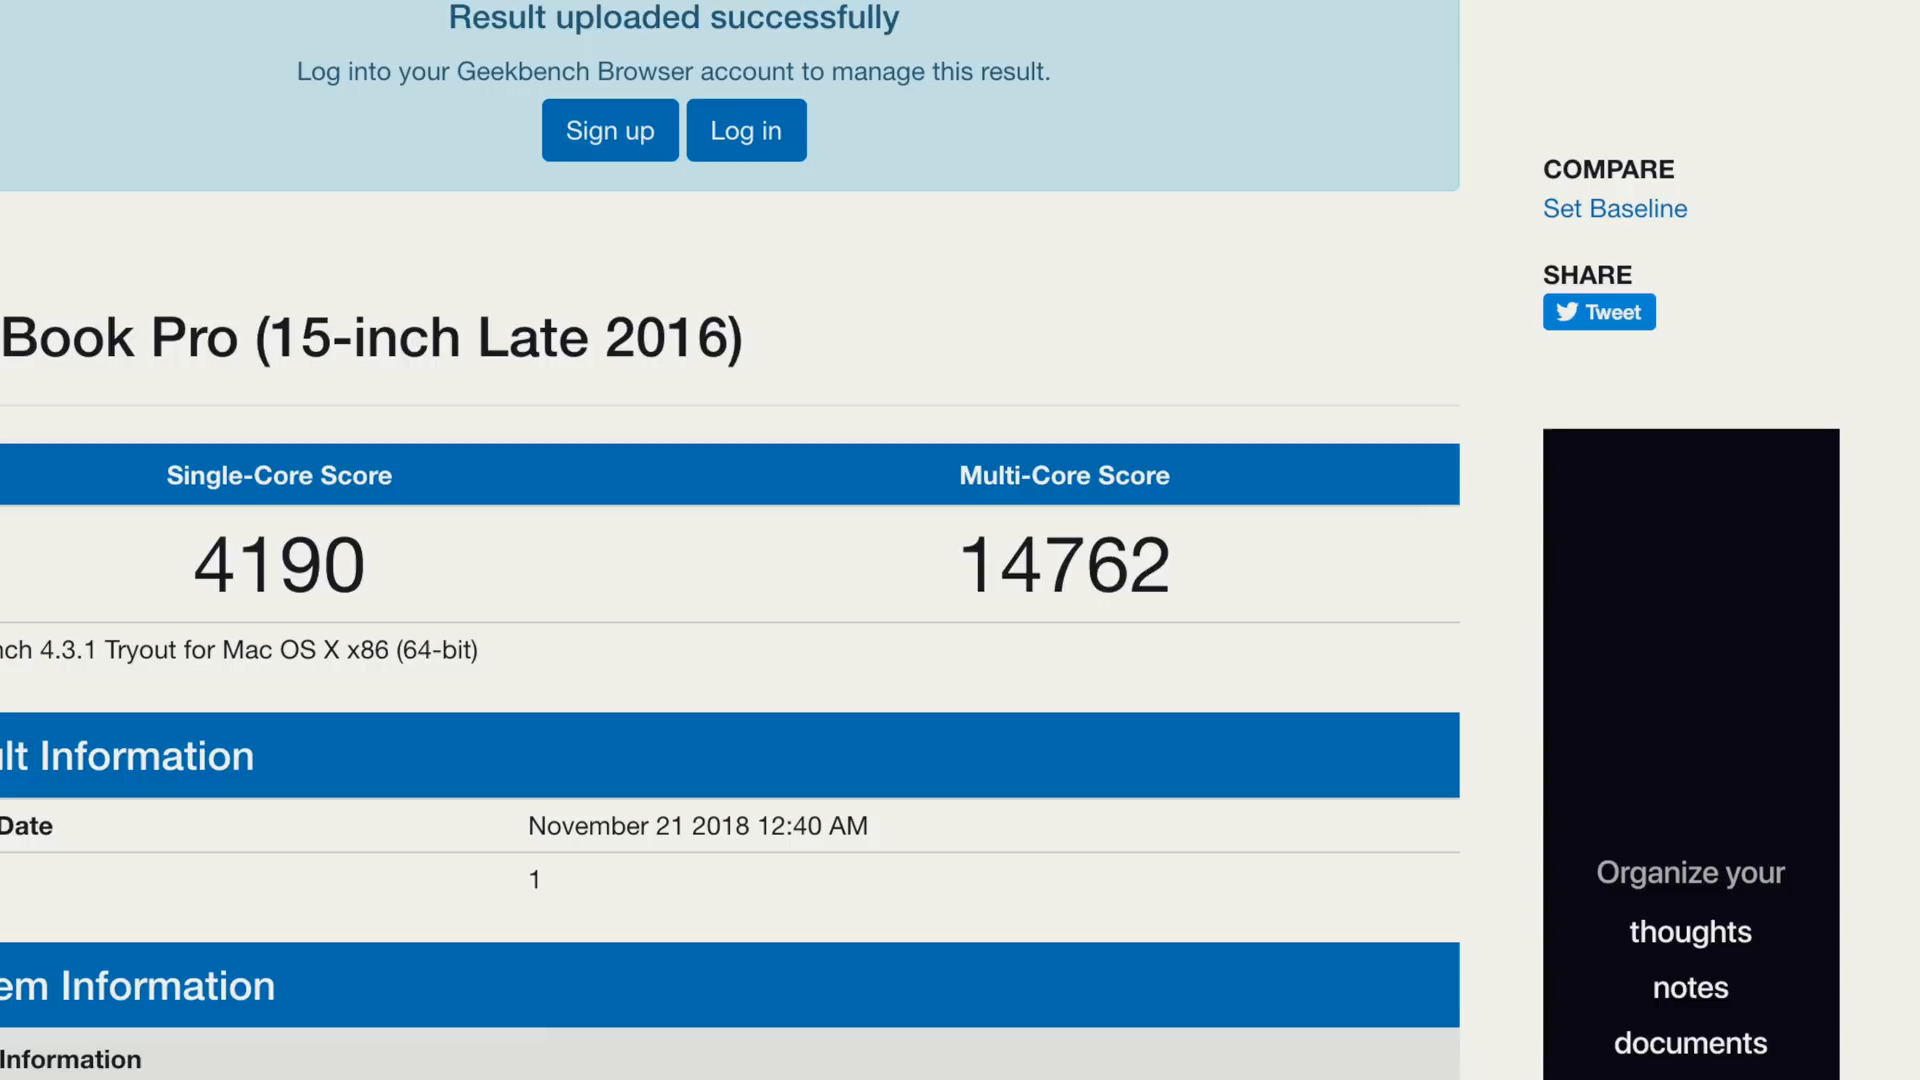 Result uploaded successfully
Log into your Geekbench Browser account to manage this result.
Sign up Log in
COMPARE
Set Baseline
SHARE
Tweet
Book Pro (15-inch Late 2016)
Single-Core Score Multi-Core Score
4190 14762
nch 4.3.1 Tryout for Mac OS X x86 (64-bit)
ult Information
Date November 21 2018 12:40 AM
1
em Information
Information
Organize your
thoughts
notes
documents